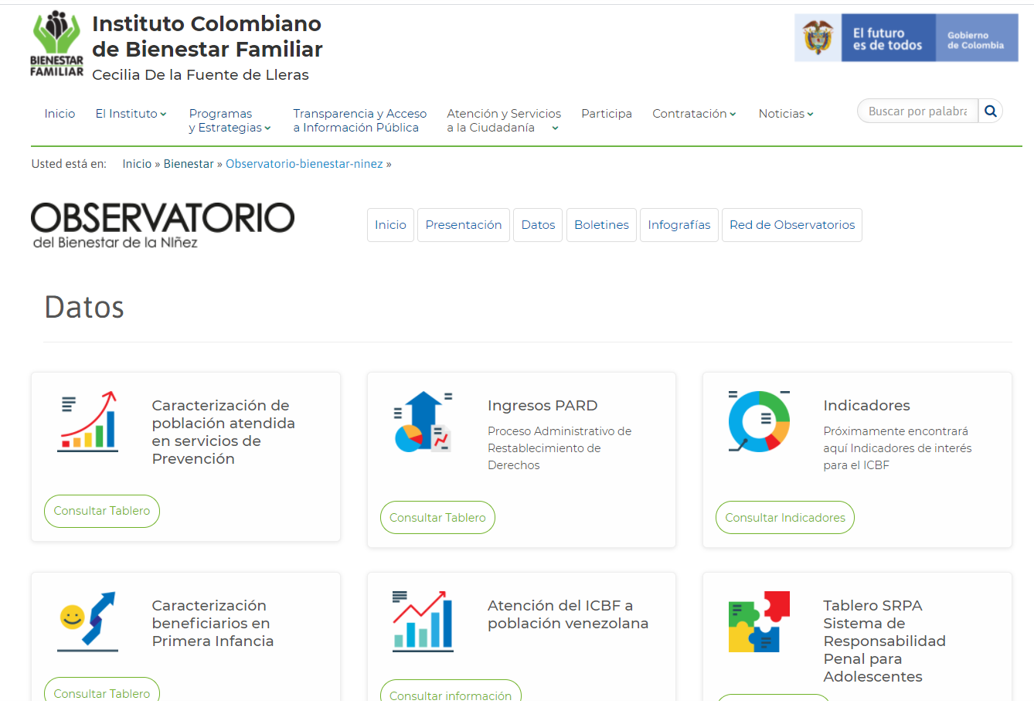 Instituto Colombiano
de Bienestar Familiar
Cecilia De la Fuente de Lleras
BIENESTAR
FAMILIAR
El futuro
es de todos
Gobierno
de Colombia
Inicio
El Instituto
Programas
y Estrategias
Transparencia y Acceso
a Información Pública
Atención y Servicios
a la Ciudadanía
Participa
Contratación
Noticias
Buscar por palabra
Usted está en: Inicio » Bienestar » Observatorio-bienestar-ninez »
OBSERVATORIO
del Bienestar de la NIñez
Inicio
Presentación
Datos
Boletines
Infografías
Red de Observatorios
Datos
Caracterización de
población atendida
en servicios de
Prevención
Consultar Tablero
Ingresos PARD
Proceso Administrativo de
Restablecimiento de
Derechos
Consultar Tablero
Indicadores
Próximamente encontrará
aquí Indicadores de interés
para el ICBF
Consultar Indicadores
Caracterización
beneficiarios en
Primera Infancia
Consultar Tablero
Atención del ICBF a
población venezolana
Consultar información
Tablero SRPA
Sistema de
Responsabilidad
Penal para
Adolescentes